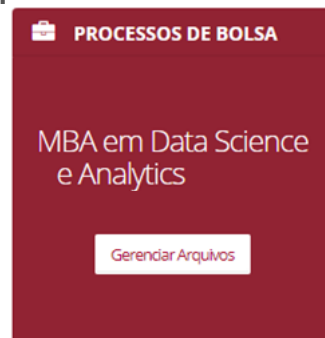 PROCESSOS DE BOLSA
MBA em Data Science
e Analytics
Gerenciar Arquivos